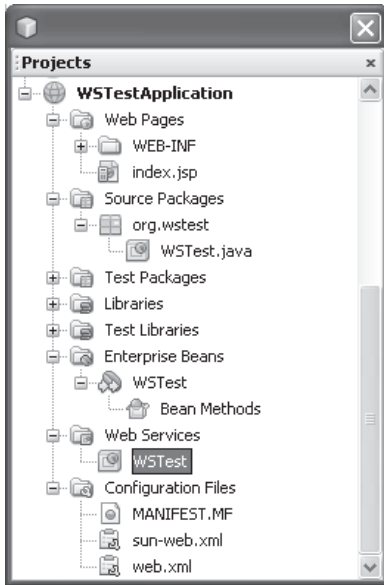 Projects
WSTestApplication
Web Pages
WEB-INF
index.jsp
Source Packages
org.wstest
WSTest.java
Test Packages
Libraries
Test Libraries
Enterprise Beans
WSTest
Bean Methods
Web Services
WSTest
Configuration Files
MANIFEST.MF
sun-web.xml
web.xml